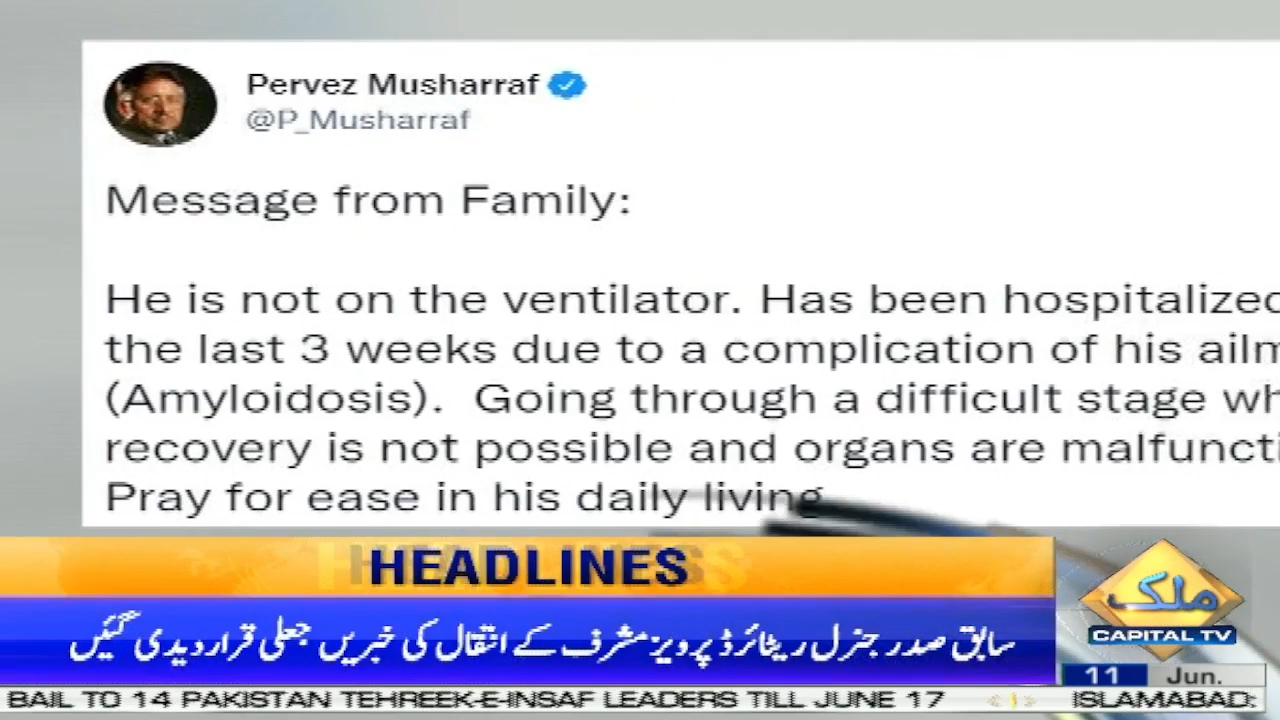 Pervez Musharraf
@P_Musharraf
Message from Family:
He is not on the ventilator. Has been hospitalized
the last 3 weeks due to a complication of his ailm
(Amyloidosis). Going through a difficult stage wh
recovery is not possible and organs are malfuncti
Pray for ease in his daily living.
HEADLINES
سابق صدر جنرل ریٹائرڈ پرویز مشرف کے انتقال کی خبریں جعلی قرار دیدی گئیں
ملک
CAPITAL TV
11 Jun.
BAIL TO 14 PAKISTAN TEHREEK-E-INSAF LEADERS TILL JUNE 17 ISLAMABAD: